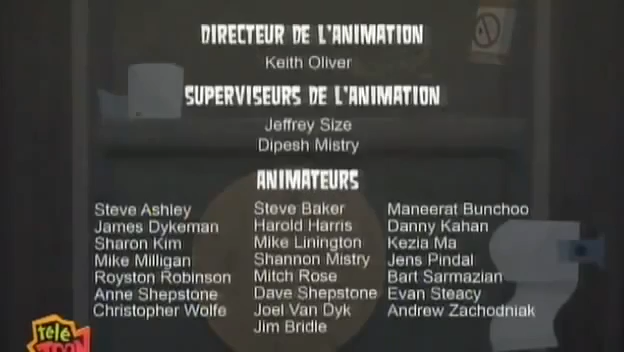 DIRECTEUR DE L'ANIMATION
Keith Oliver
SUPERVISEURS DE L'ANIMATION
Jeffrey Size
Dipesh Mistry
ANIMATEURS
Steve Ashley Steve Baker Maneerat Bunchoo
James Dykeman Harold Harris Danny Kahan
Sharon Kim Mike Linington Kezia Ma
Mike Milligan Shannon Mistry Jens Pindal
Royston Robinson Mitch Rose Bart Sarmazian
Anne Shepstone Dave Shepstone Evan Steacy
Christopher Wolfe Joel Van Dyk Andrew Zachodniak
Jim Bridle
télé
TOON